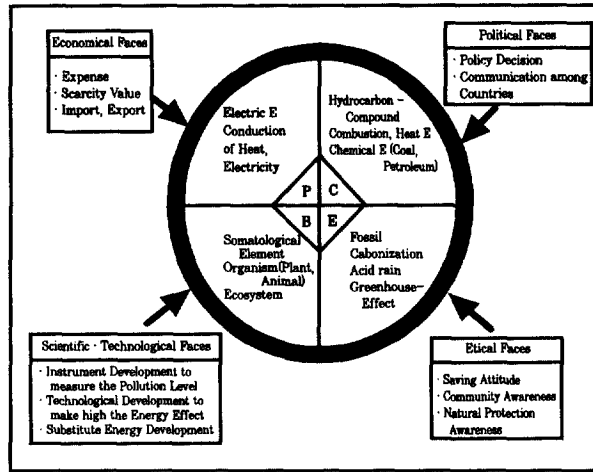 Economical Faces
· Expense
· Scarcity Value
· Import, Export
Political Faces
· Policy Decision
· Communication among
Countries
Electric E
Conduction
of Heat,
Electricity
Hydrocarbon -
Compound
Combustion, Heat E
Chemical E (Coal,
Petroleum)
P
C
B
E
Somatological
Element
Organism(Plant,
Animal)
Ecosystem
Fossil
Cabonization
Acid rain
Greenhouse-
Effect
Scientific · Technological Faces
· Instrument Development to
measure the Pollution Level
· Technological Development to
make high the Energy Effect
· Substitute Energy Development
Etical Faces
· Saving Attitude
· Community Awareness
· Natural Protection
Awareness